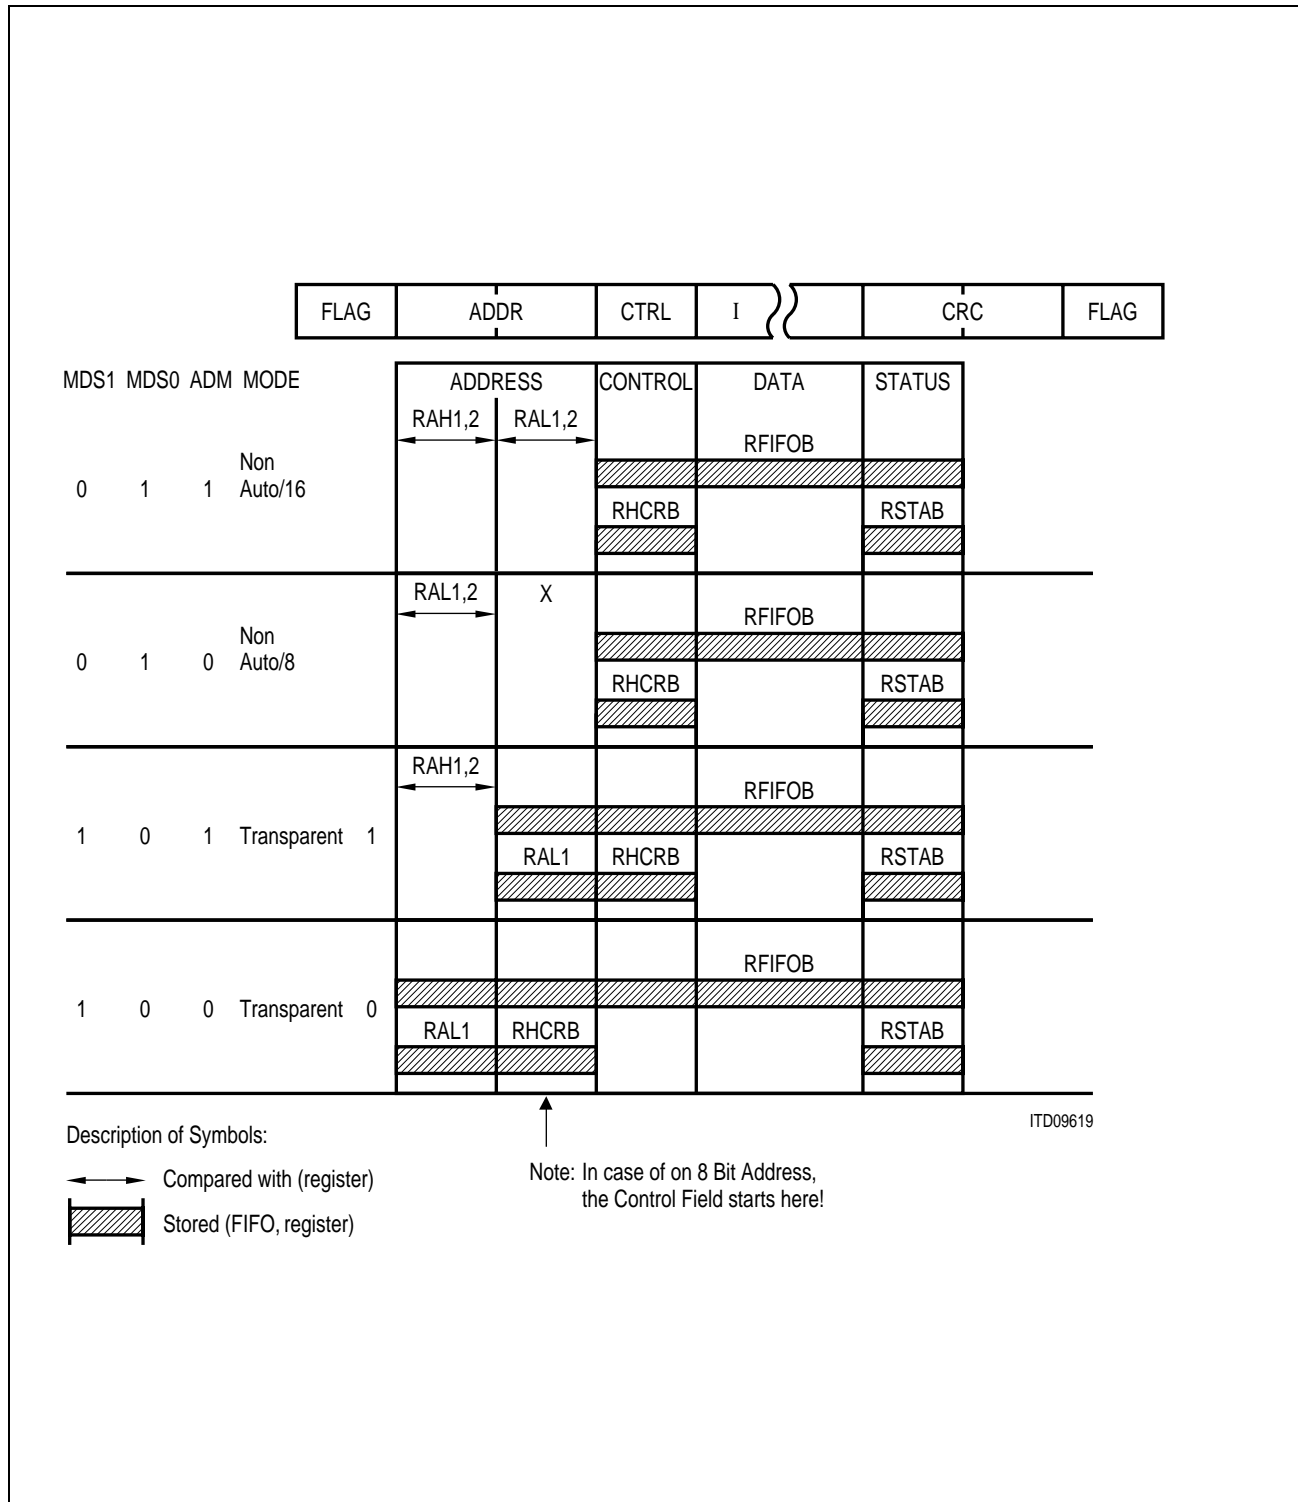 FLAG ADDR CTRL I CRC FLAG
MDS1 MDS0 ADM MODE ADDRESS CONTROL DATA STATUS
RAH1,2 RAL1,2
RFIFOB
Non
0 1 1 Auto/16
RHCRB RSTAB
RAL1,2 X
RFIFOB
Non
0 1 0 Auto/8
RHCRB RSTAB
RAH1,2
RFIFOB
1 0 1 Transparent 1
RAL1 RHCRB RSTAB
RFIFOB
1 0 0 Transparent 0
RAL1 RHCRB RSTAB
ITD09619
Description of Symbols:
Compared with (register)
Stored (FIFO, register)
Note: In case of on 8 Bit Address,
the Control Field starts here!